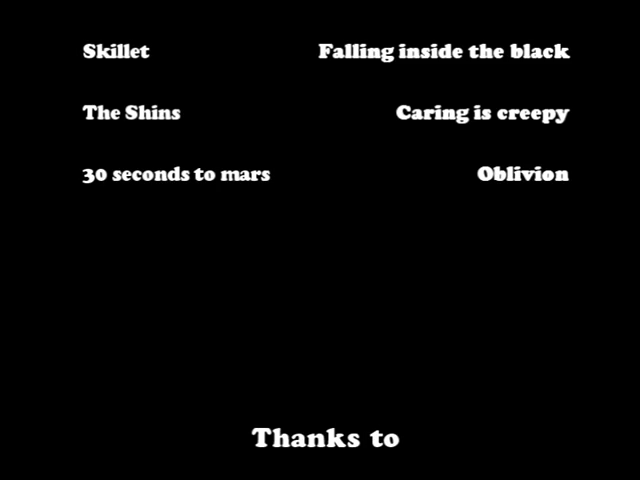 Skillet Falling inside the black
The Shins Caring is creepy
30 seconds to mars Oblivion
Thanks to